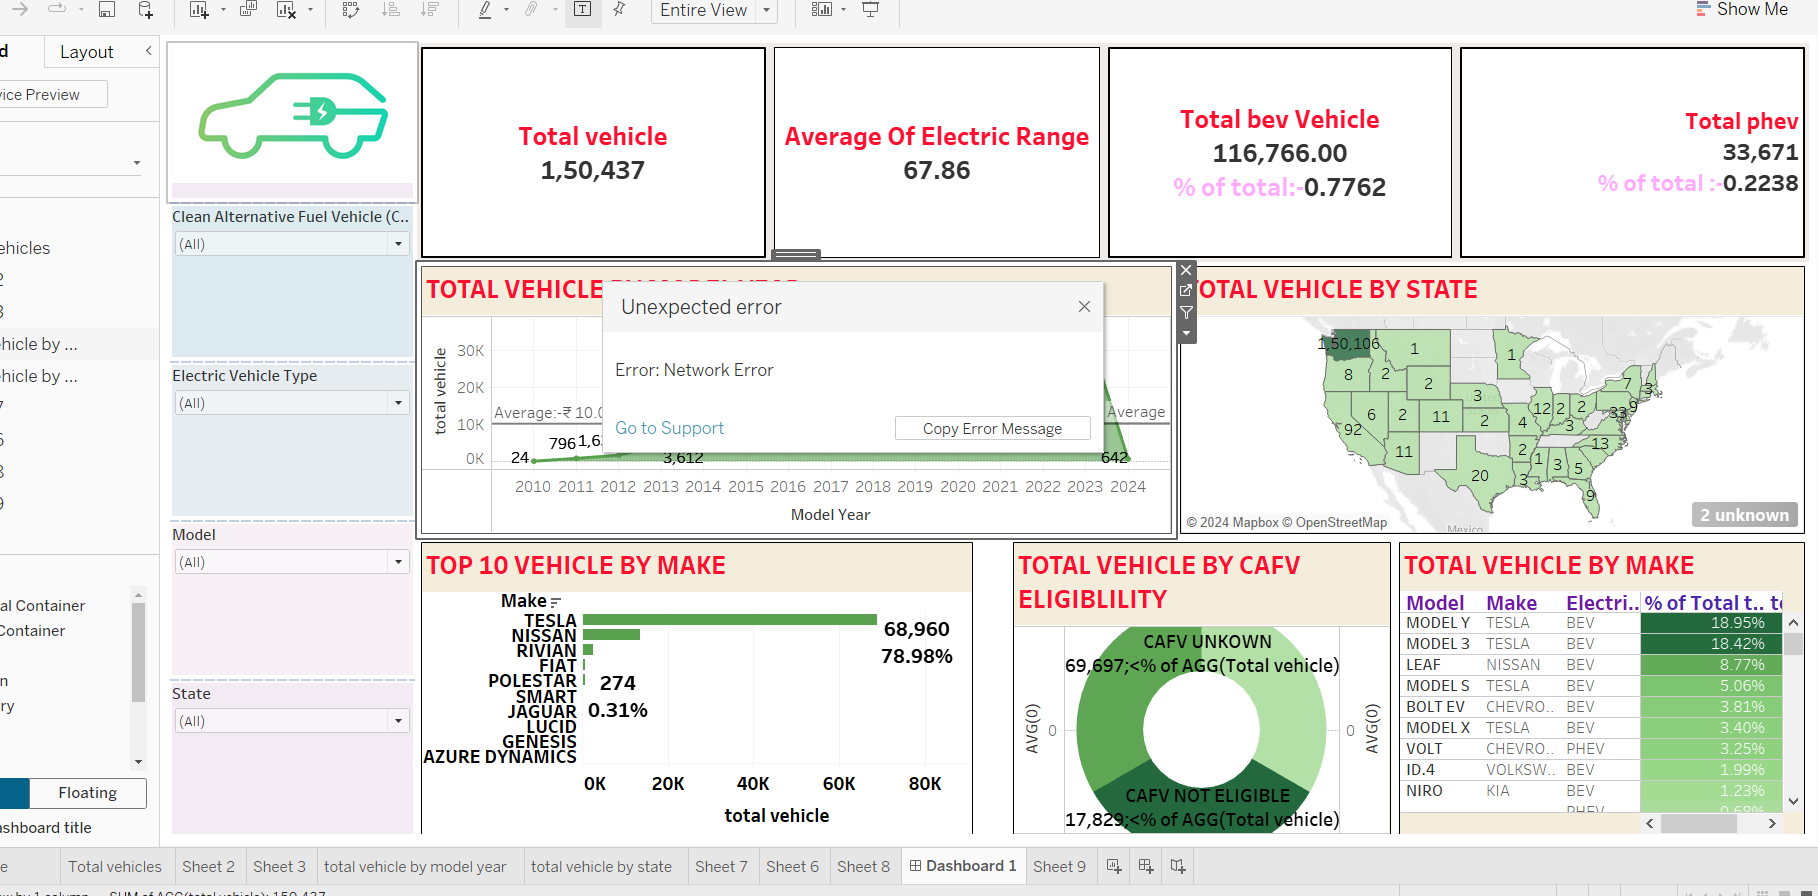 Entire View
Show Me
Layout
vice Preview
Total vehicle
1,50,437
Average Of Electric Range
67.86
Total bev Vehicle
116,766.00
% of total:-0.7762
Total phev
33,671
% of total :-0.2238
Clean Alternative Fuel Vehicle (C..
(All)
Electric Vehicle Type
(All)
Model
(All)
State
(All)
ehicles
2
3
hicle by ...
ehicle by ...
7
6
8
9
al Container
Container
n
ry
Floating
ashboard title
TOTAL VEHICLE
Unexpected error
Error: Network Error
Go to Support
Copy Error Message
total vehicle
30K
20K
10K
0K
Average:-₹ 10.0
Average
24
796
1,6
3,612
642
2010 2011 2012 2013 2014 2015 2016 2017 2018 2019 2020 2021 2022 2023 2024
Model Year
OTAL VEHICLE BY STATE
1,50,106
1
1
8
2
2
3
7
3
6
2
11
2
12
2
2
33
9
92
4
3
11
2
1
3
5
13
20
3
9
Mexico
© 2024 Mapbox © OpenStreetMap
2 unknown
TOP 10 VEHICLE BY MAKE
Make
TESLA
NISSAN
RIVIAN
FIAT
POLESTAR
SMART
JAGUAR
LUCID
GENESIS
AZURE DYNAMICS
68,960
78.98%
274
0.31%
0K 20K 40K 60K 80K
total vehicle
TOTAL VEHICLE BY CAFV
ELIGIBLILITY
CAFV UNKOWN
69,697;<% of AGG(Total vehicle)
AVG(0)
0
0
AVG(0)
CAFV NOT ELIGIBLE
17,829;<% of AGG(Total vehicle)
TOTAL VEHICLE BY MAKE
Model Make Electri.. % of Total t.. to
MODEL Y TESLA BEV 18.95%
MODEL 3 TESLA BEV 18.42%
LEAF NISSAN BEV 8.77%
MODEL S TESLA BEV 5.06%
BOLT EV CHEVRO.. BEV 3.81%
MODEL X TESLA BEV 3.40%
VOLT CHEVRO.. PHEV 3.25%
ID.4 VOLKSW.. BEV 1.99%
NIRO KIA BEV 1.23%
PHEV 0.68%
e
Total vehicles
Sheet 2
Sheet 3
total vehicle by model year
total vehicle by state
Sheet 7
Sheet 6
Sheet 8
Dashboard 1
Sheet 9